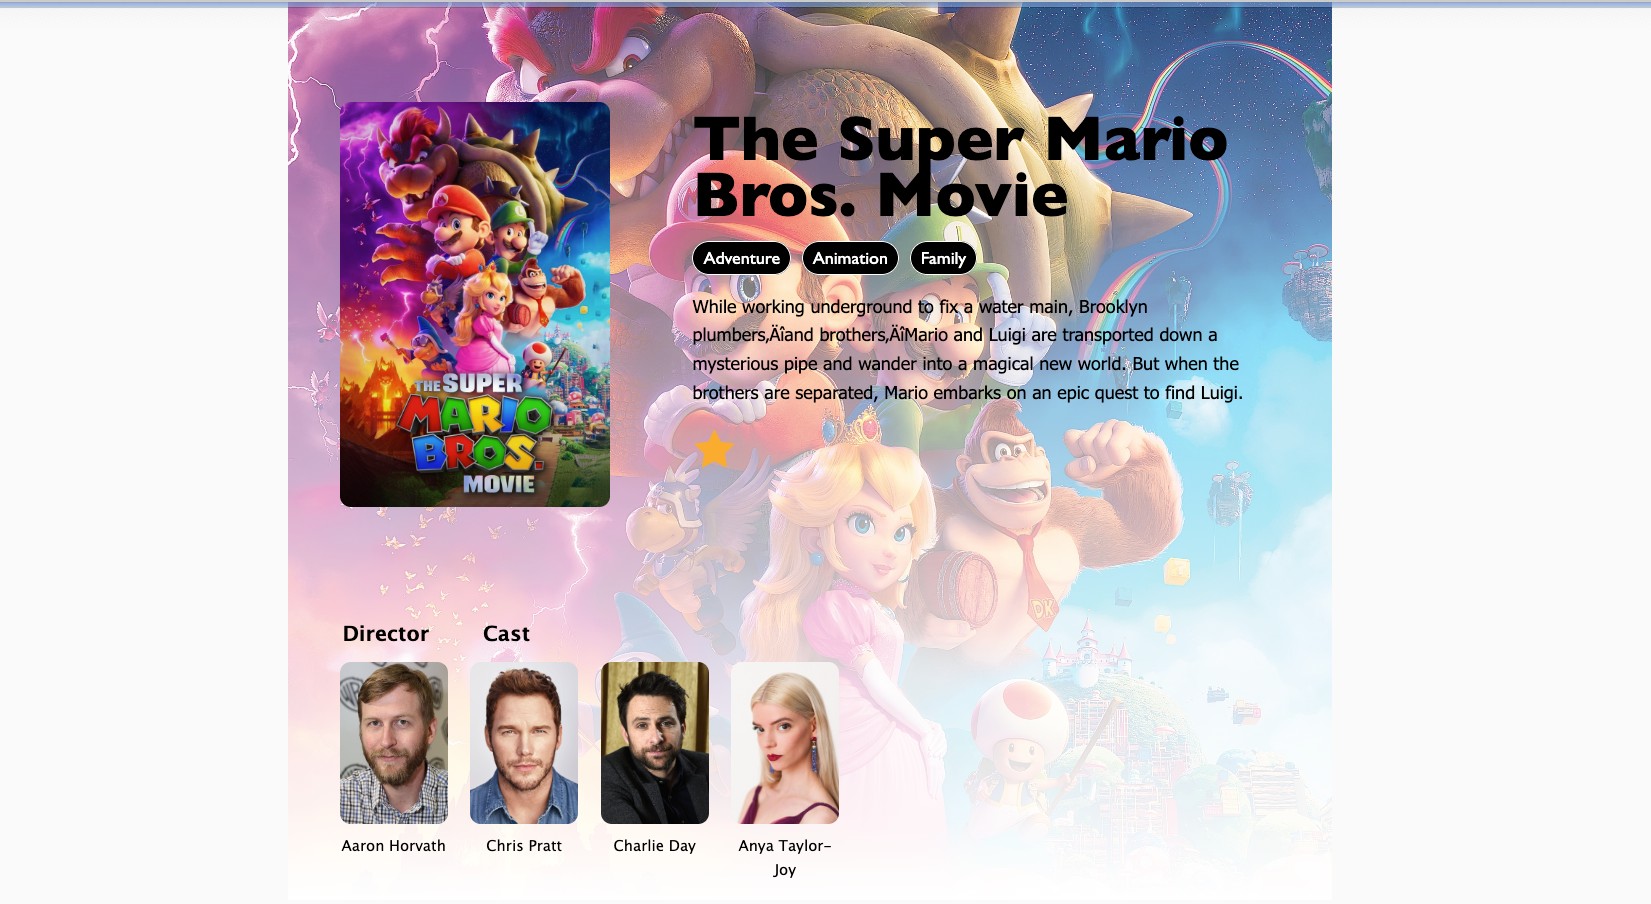 The Super Mario
Bros. Movie
Adventure Animation Family
While working underground to fix a water main, Brooklyn
plumbers‚Äîand brothers‚ÄîMario and Luigi are transported down a
mysterious pipe and wander into a magical new world. But when the
brothers are separated, Mario embarks on an epic quest to find Luigi.
THE SUPER
MARIO
BROS.
MOVIE
DK
Director Cast
Aaron Horvath Chris Pratt Charlie Day Anya Taylor-
Joy